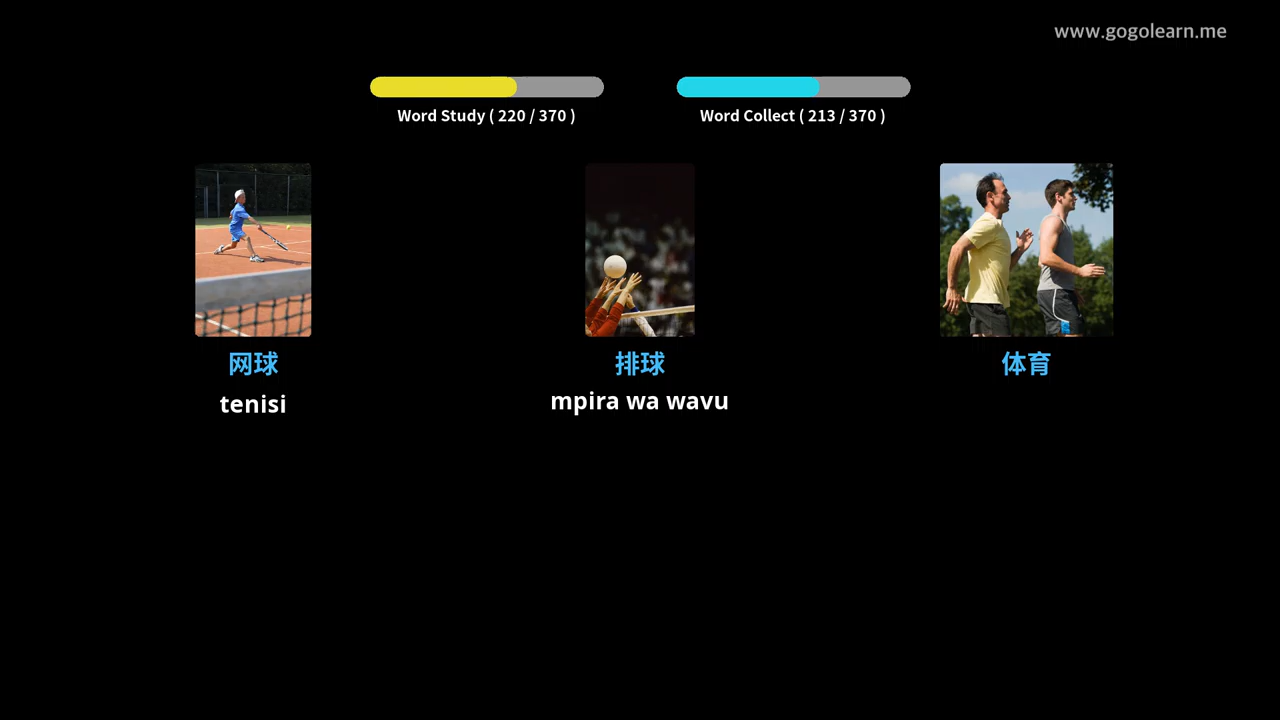 www.gogolearn.me
Word Study ( 220 / 370 )
Word Collect ( 213 / 370 )
网球
排球
体育
tenisi
mpira wa wavu